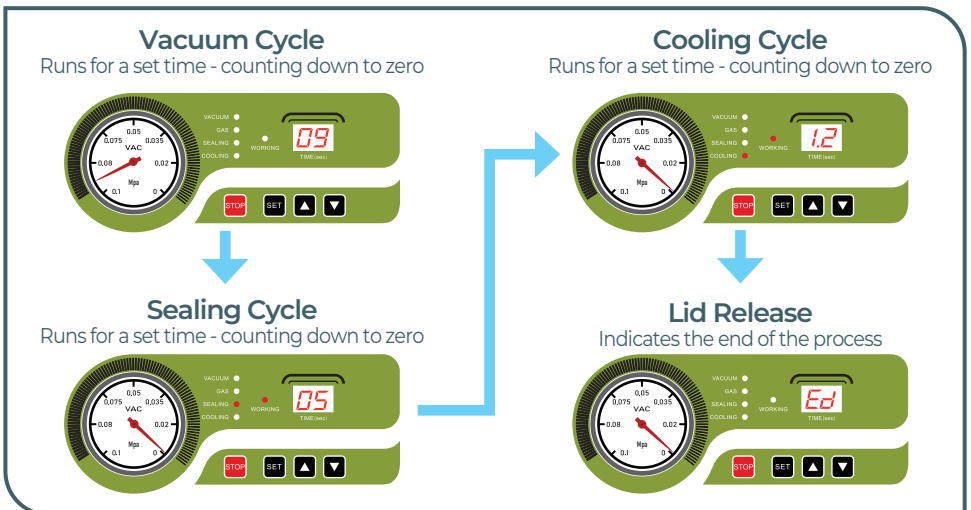 Vacuum Cycle
Runs for a set time - counting down to zero
0.05
0.075
0.035
VAC
0.08
0.02
Mpa
0.1
0
VACUUM
GAS
SEALING
COOLING
WORKING
09
TIME(sec)
STOP
SET
Sealing Cycle
Runs for a set time - counting down to zero
0.05
0.075
0.035
VAC
0.08
0.02
Mpa
0.1
0
VACUUM
GAS
SEALING
COOLING
WORKING
05
TIME(sec)
STOP
SET
Cooling Cycle
Runs for a set time - counting down to zero
0.05
0.075
0.035
VAC
0.08
0.02
Mpa
0.1
0
VACUUM
GAS
SEALING
COOLING
WORKING
1.2
TIME(sec)
STOP
SET
Lid Release
Indicates the end of the process
0.05
0.075
0.035
VAC
0.08
0.02
Mpa
0.1
0
VACUUM
GAS
SEALING
COOLING
WORKING
Ed
TIME(sec)
STOP
SET